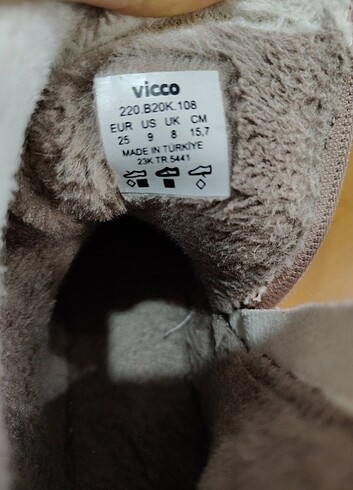 vicco
220.B20K.108
EUR US UK CM
25 9 8 15,7
MADE IN TÜRKİYE
23K TR 5441